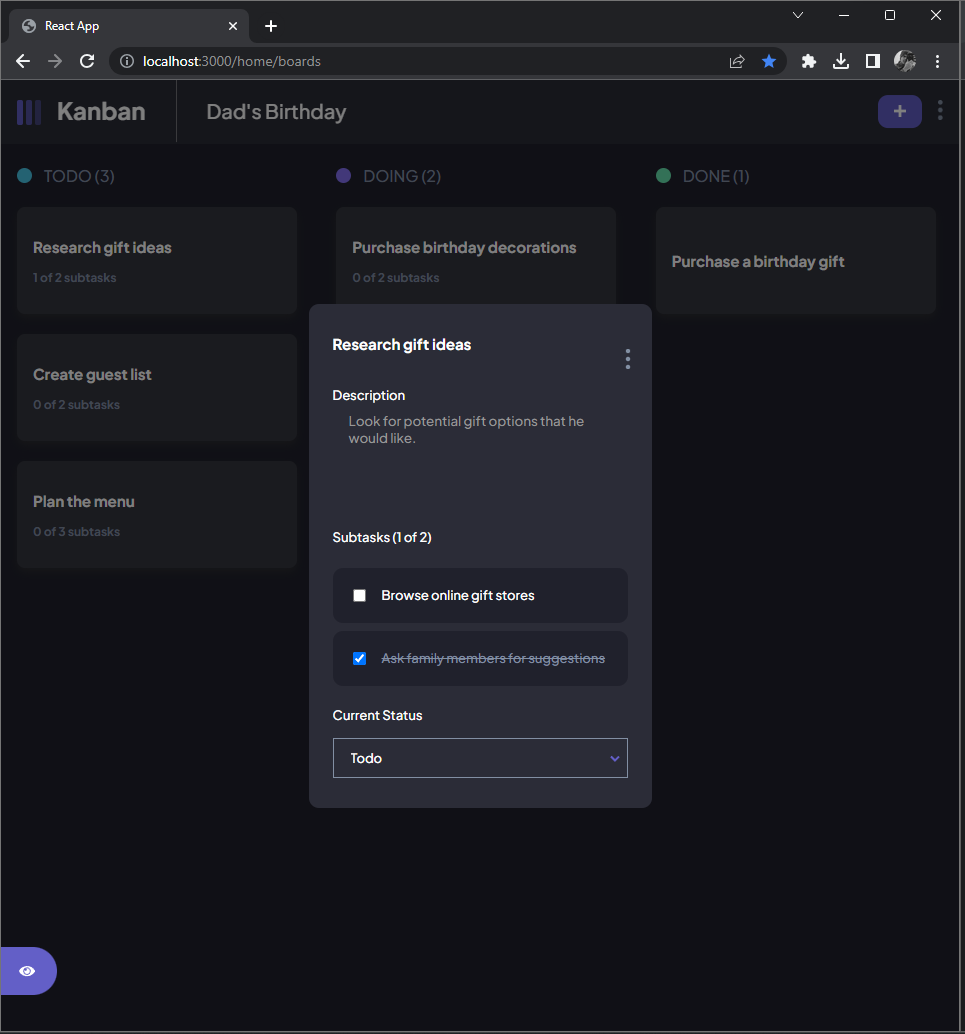 React App
localhost:3000/home/boards
Kanban
Dad's Birthday
TODO (3)
DOING (2)
DONE (1)
Research gift ideas
1 of 2 subtasks
Purchase birthday decorations
0 of 2 subtasks
Purchase a birthday gift
Create guest list
0 of 2 subtasks
Plan the menu
0 of 3 subtasks
Research gift ideas
Description
Look for potential gift options that he
would like.
Subtasks (1 of 2)
Browse online gift stores
Ask family members for suggestions
Current Status
Todo